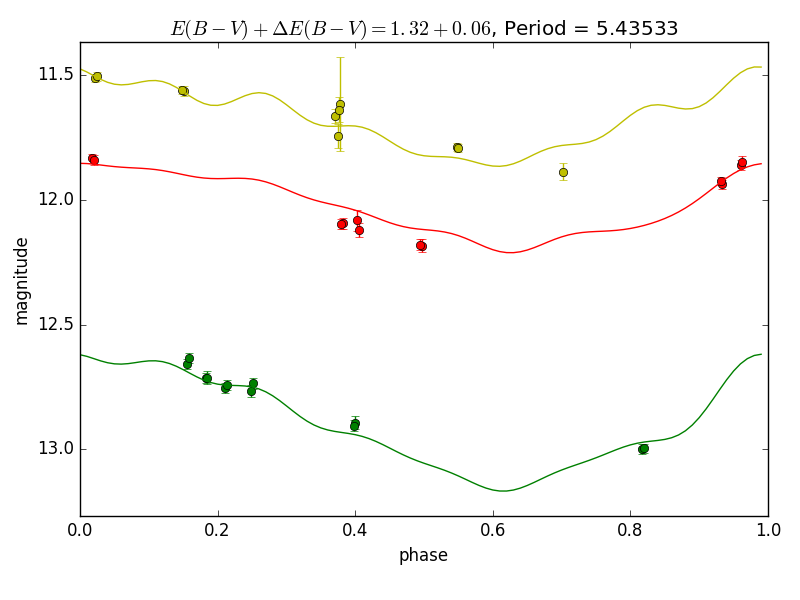 E(B − V) + ΔE(B − V) = 1.32 + 0.06, Period = 5.43533
11.5
12.0
12.5
13.0
magnitude
0.0 0.2 0.4 0.6 0.8 1.0
phase